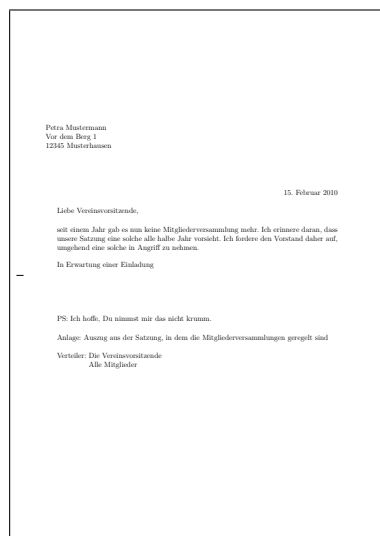 Petra Mustermann
Vor dem Berg 1
12345 Musterhausen
15. Februar 2010
Liebe Vereinsvorsitzende,
seit einem Jahr gab es nun keine Mitgliederversammlung mehr. Ich erinnere daran, dass
unsere Satzung eine solche alle halbe Jahr vorsieht. Ich fordere den Vorstand daher auf,
umgehend eine solche in Angriff zu nehmen.
In Erwartung einer Einladung
PS: Ich hoffe, Du nimmst mir das nicht krumm.
Anlage: Auszug aus der Satzung, in dem die Mitgliederversammlungen geregelt sind
Verteiler: Die Vereinsvorsitzende
Alle Mitglieder